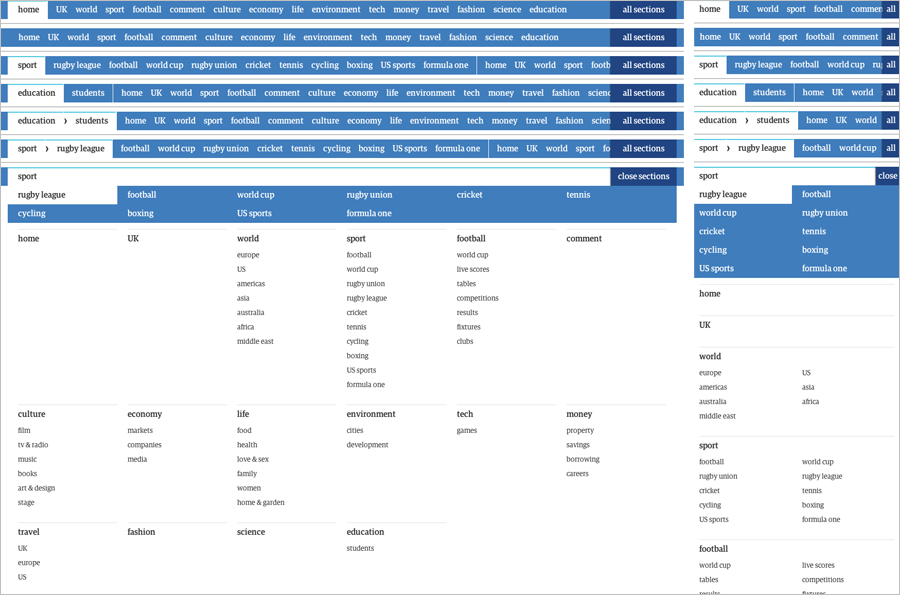 home UK world sport football comment culture economy life environment tech money travel fashion science education all sections
home UK world sport football comment culture economy life environment tech money travel fashion science education all sections
sport rugby league football world cup rugby union cricket tennis cycling boxing US sports formula one home UK world sport footb all sections
education students home UK world sport football comment culture economy life environment tech money travel fashion scienc all sections
education › students home UK world sport football comment culture economy life environment tech money travel fashion scien all sections
sport › rugby league football world cup rugby union cricket tennis cycling boxing US sports formula one home UK world sport fo all sections
sport close sections
rugby league football world cup rugby union cricket tennis
cycling boxing US sports formula one
home UK world sport football comment
europe football world cup
US world cup live scores
americas rugby union tables
asia rugby league competitions
australia cricket results
africa tennis fixtures
middle east cycling clubs
boxing
US sports
formula one
culture economy life environment tech money
film markets food cities games property
tv & radio companies health development savings
music media love & sex borrowing
books family careers
art & design women
stage home & garden
travel fashion science education
UK students
europe
US
home UK world sport football commen all
home UK world sport football comment all
sport rugby league football world cup ru all
education students home UK world all
education › students home UK world all
sport › rugby league football world cup all
sport close
rugby league football
world cup rugby union
cricket tennis
cycling boxing
US sports formula one
home
UK
world
europe US
americas asia
australia africa
middle east
sport
football world cup
rugby union rugby league
cricket tennis
cycling boxing
US sports formula one
football
world cup live scores
tables competitions
results fixtures